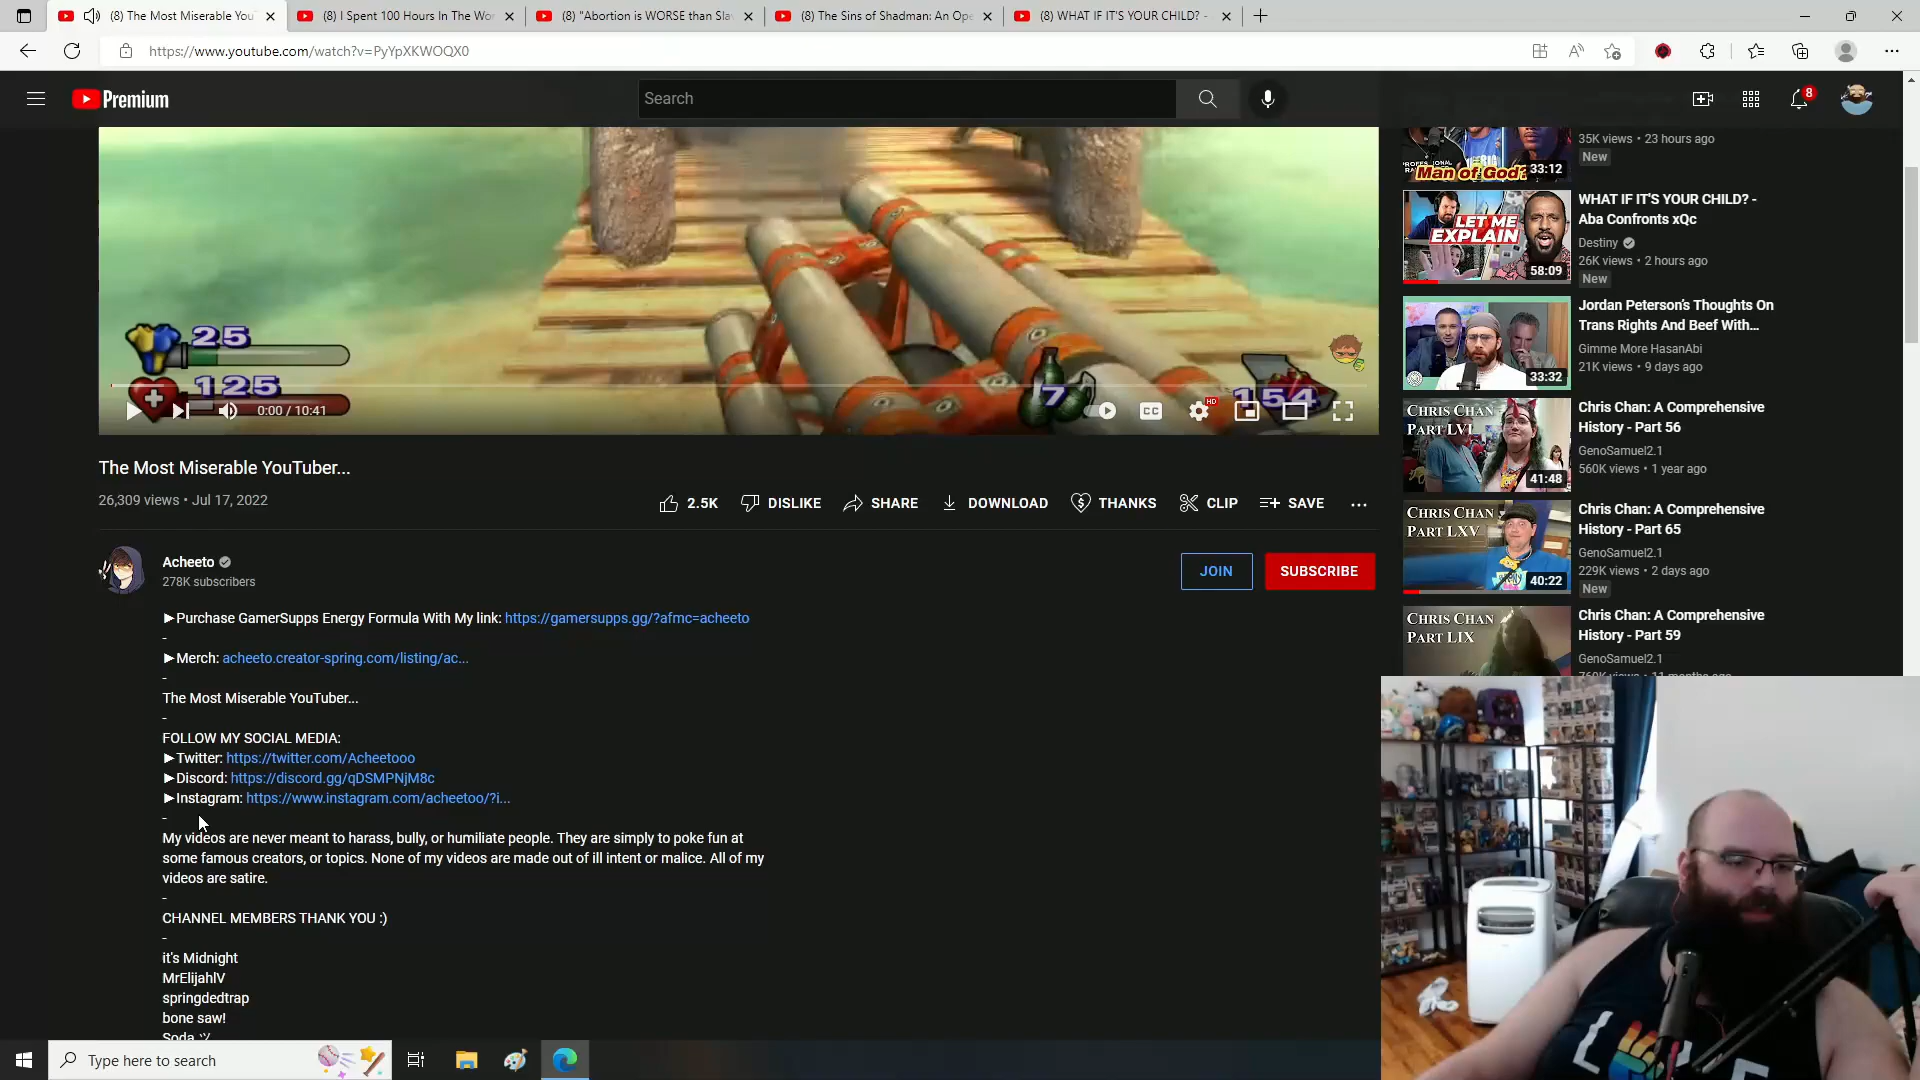 (8) The Most Miserable You
(8) I Spent 100 Hours In The Wo
(8) "Abortion is WORSE than Sla
(8) The Sins of Shadman: An Ope
(8) WHAT IF IT'S YOUR CHILD? -
https://www.youtube.com/watch?v=PyYpXKWOQX0
Premium
Search
8
35K views • 23 hours ago
New
Man of God?
33:12
WHAT IF IT'S YOUR CHILD? -
Aba Confronts xQc
Destiny
26K views • 2 hours ago
New
LET ME
EXPLAIN
58:09
Jordan Peterson's Thoughts On
Trans Rights And Beef With...
Gimme More HasanAbi
21K views • 9 days ago
33:32
CHRIS CHAN
PART LVI
41:48
Chris Chan: A Comprehensive
History - Part 56
GenoSamuel2.1
560K views • 1 year ago
CHRIS CHAN
PART LXV
40:22
Chris Chan: A Comprehensive
History - Part 65
GenoSamuel2.1
229K views • 2 days ago
New
CHRIS CHAN
PART LIX
Chris Chan: A Comprehensive
History - Part 59
GenoSamuel2.1
25
125
7
154
0:00 / 10:41
CC
HD
The Most Miserable YouTuber...
26,309 views • Jul 17, 2022
2.5K
DISLIKE
SHARE
DOWNLOAD
THANKS
CLIP
SAVE
Acheeto
278K subscribers
JOIN
SUBSCRIBE
►Purchase GamerSupps Energy Formula With My link: https://gamersupps.gg/?afmc=acheeto
-
►Merch: acheeto.creator-spring.com/listing/ac...
-
The Most Miserable YouTuber...
-
FOLLOW MY SOCIAL MEDIA:
►Twitter: https://twitter.com/Acheetooo
►Discord: https://discord.gg/qDSMPNjM8c
►Instagram: https://www.instagram.com/acheetoo/?i...
-
My videos are never meant to harass, bully, or humiliate people. They are simply to poke fun at
some famous creators, or topics. None of my videos are made out of ill intent or malice. All of my
videos are satire.
-
CHANNEL MEMBERS THANK YOU :)
-
it's Midnight
MrElijahlV
springdedtrap
bone saw!
Soda ツ
Type here to search